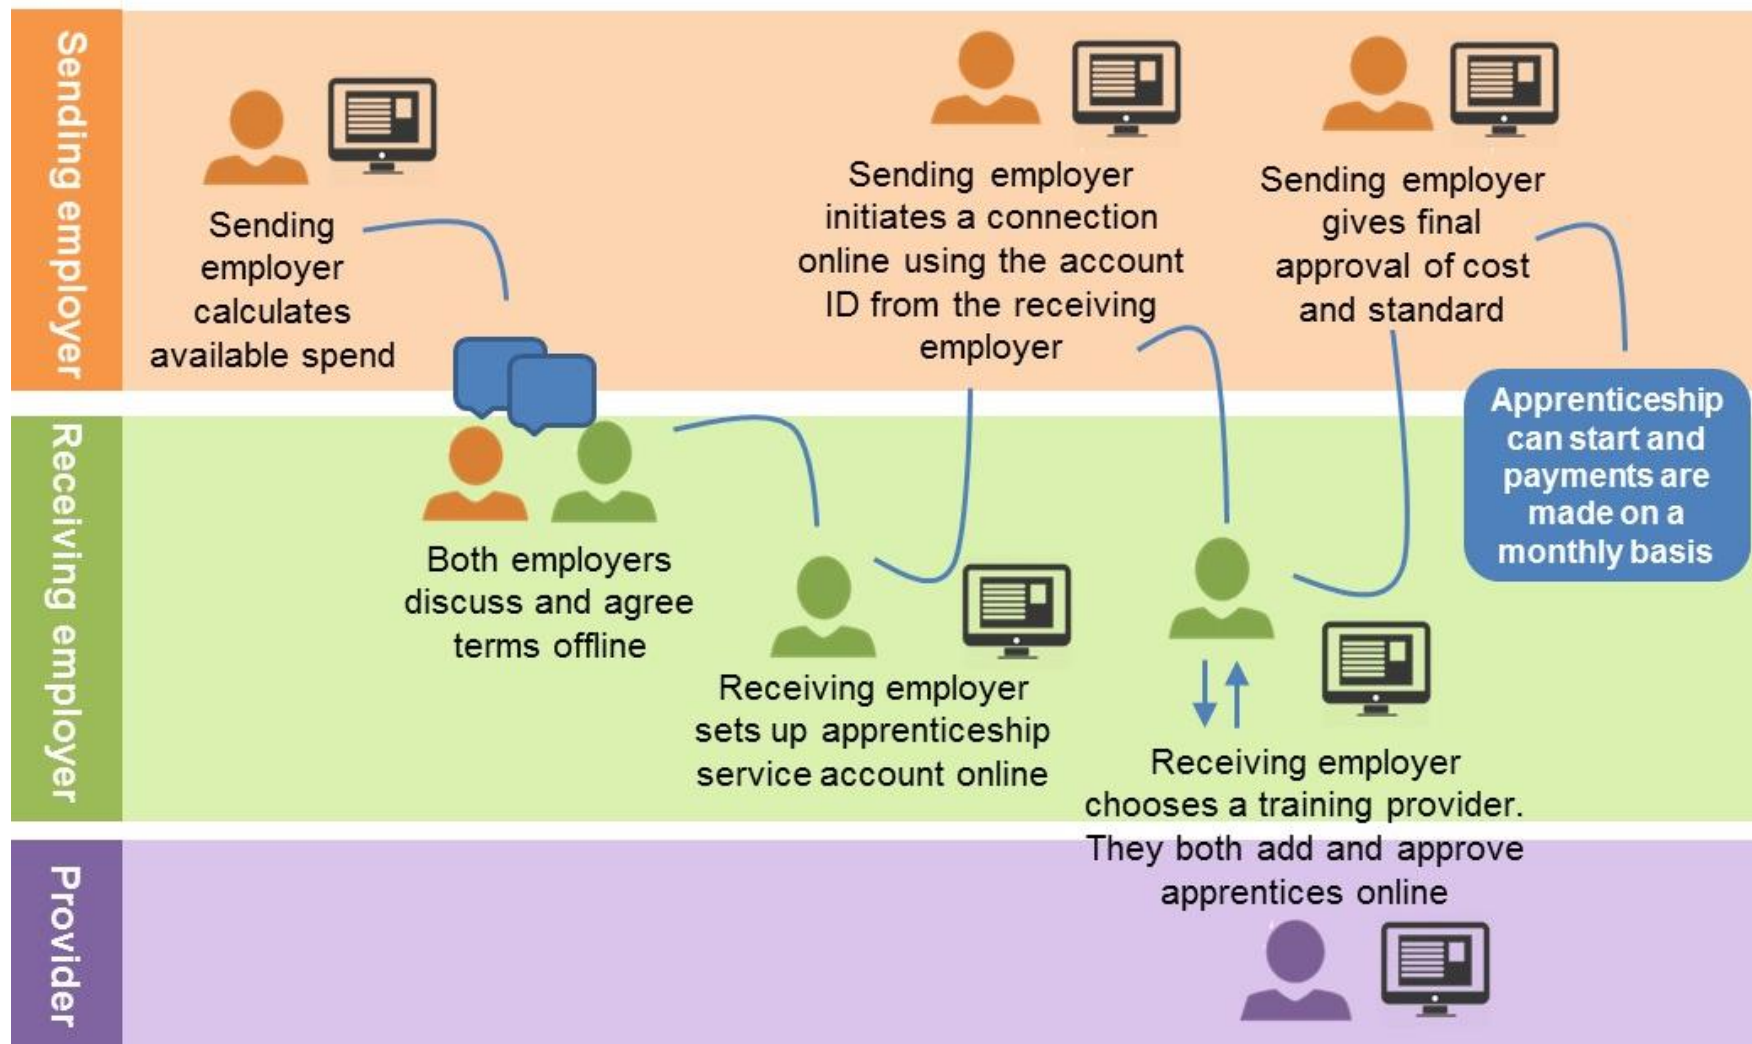 Sending employer
Sending
employer
calculates
available spend
Both employers
discuss and agree
terms offline
Receiving employer
Receiving employer
sets up apprenticeship
service account online
Sending employer
initiates a connection
online using the account
ID from the receiving
employer
Receiving employer
chooses a training provider.
They both add and approve
apprentices online
Sending employer
gives final
approval of cost
and standard
Apprenticeship
can start and
payments are
made on a
monthly basis
Provider